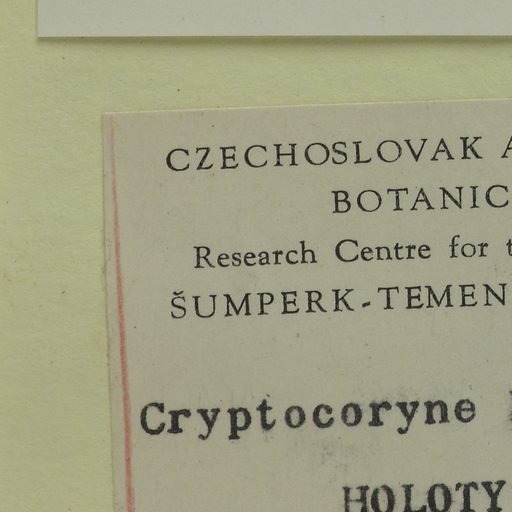 CZECHOSLOVAK A
BOTANIC
Research Centre for t
ŠUMPERK-TEMEN
Cryptocoryne
HOLOTY